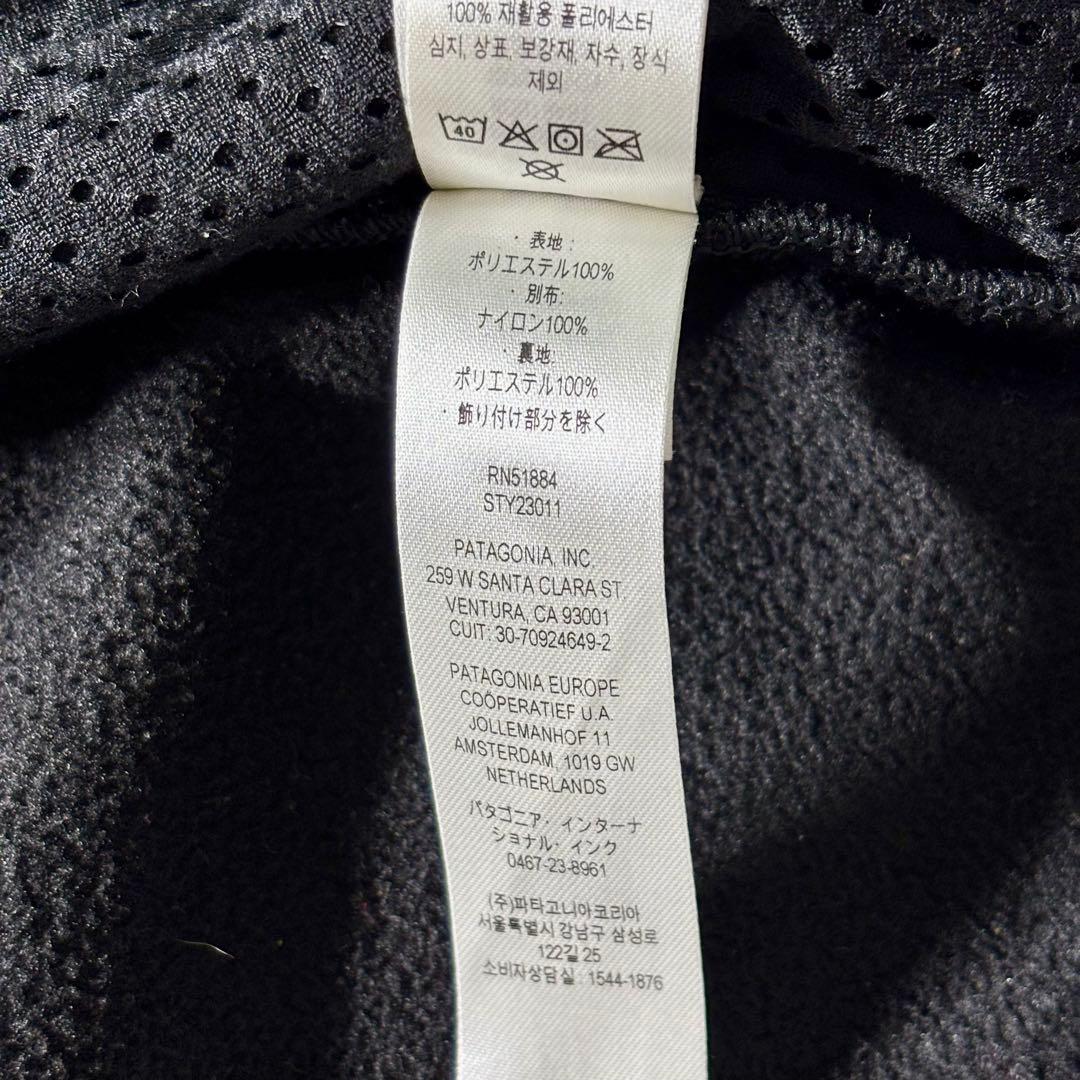 100% 재활용 폴리에스터
심지, 상표, 보강재, 자수, 장식
제외
40
· 表地 :
ポリエステル100%
· 別布:
ナイロン100%
· 裏地:
ポリエステル100%
· 飾り付け部分を除く
RN51884
STY23011
PATAGONIA, INC.
259 W SANTA CLARA ST
VENTURA, CA 93001
CUIT: 30-70924649-2
PATAGONIA EUROPE
COÖPERATIEF U.A.
JOLLEMANHOF 11
AMSTERDAM, 1019 GW
NETHERLANDS
パタゴニア・インターナ
ショナル・インク
0467-23-8961
(주)파타고니아코리아
서울특별시 강남구 삼성로
122길 25
소비자상담실 : 1544-1876